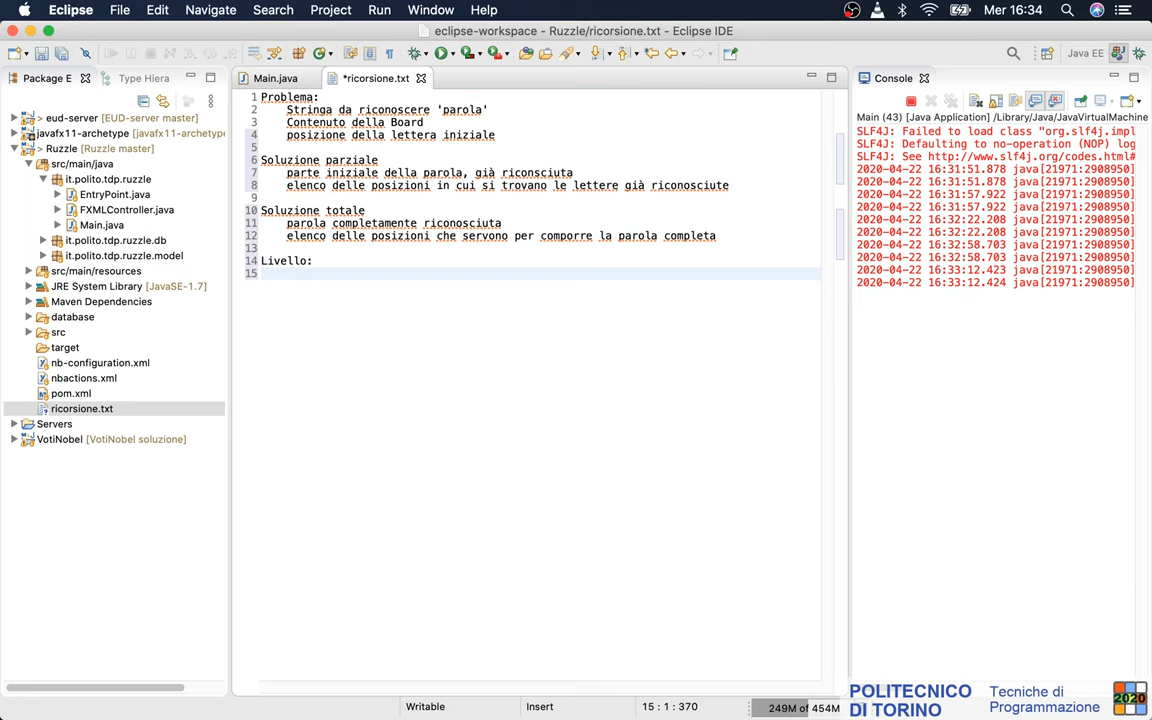 Eclipse File Edit Navigate Search Project Run Window Help Mer 16:34
eclipse-workspace - Ruzzle/ricorsione.txt - Eclipse IDE
Java EE
Package E Type Hiera
Main.java *ricorsione.txt
Console
> eud-server [EUD-server master]
javafx11-archetype [javafx11-archetype
> Ruzzle [Ruzzle master]
src/main/java
it.polito.tdp.ruzzle
EntryPoint.java
FXMLController.java
Main.java
it.polito.tdp.ruzzle.db
it.polito.tdp.ruzzle.model
src/main/resources
JRE System Library [JavaSE-1.7]
Maven Dependencies
database
src
target
nb-configuration.xml
nbactions.xml
pom.xml
ricorsione.txt
Servers
VotiNobel [VotiNobel soluzione]
1 Problema:
2 Stringa da riconoscere 'parola'
3 Contenuto della Board
4 posizione della lettera iniziale
5
6 Soluzione parziale
7 parte iniziale della parola, già riconsciuta
8 elenco delle posizioni in cui si trovano le lettere già riconosciute
9
10 Soluzione totale
11 parola completamente riconosciuta
12 elenco delle posizioni che servono per comporre la parola completa
13
14 Livello:
15
Main (43) [Java Application] /Library/Java/JavaVirtualMachine
SLF4J: Failed to load class "org.slf4j.impl
SLF4J: Defaulting to no-operation (NOP) log
SLF4J: See http://www.slf4j.org/codes.html#
2020-04-22 16:31:51.878 java[21971:2908950]
2020-04-22 16:31:51.878 java[21971:2908950]
2020-04-22 16:31:57.922 java[21971:2908950]
2020-04-22 16:31:57.922 java[21971:2908950]
2020-04-22 16:32:22.208 java[21971:2908950]
2020-04-22 16:32:22.208 java[21971:2908950]
2020-04-22 16:32:58.703 java[21971:2908950]
2020-04-22 16:32:58.703 java[21971:2908950]
2020-04-22 16:33:12.423 java[21971:2908950]
2020-04-22 16:33:12.424 java[21971:2908950]
Writable Insert 15 : 1 : 370 249M of 454M
POLITECNICO
DI TORINO
Tecniche di
Programmazione
2020